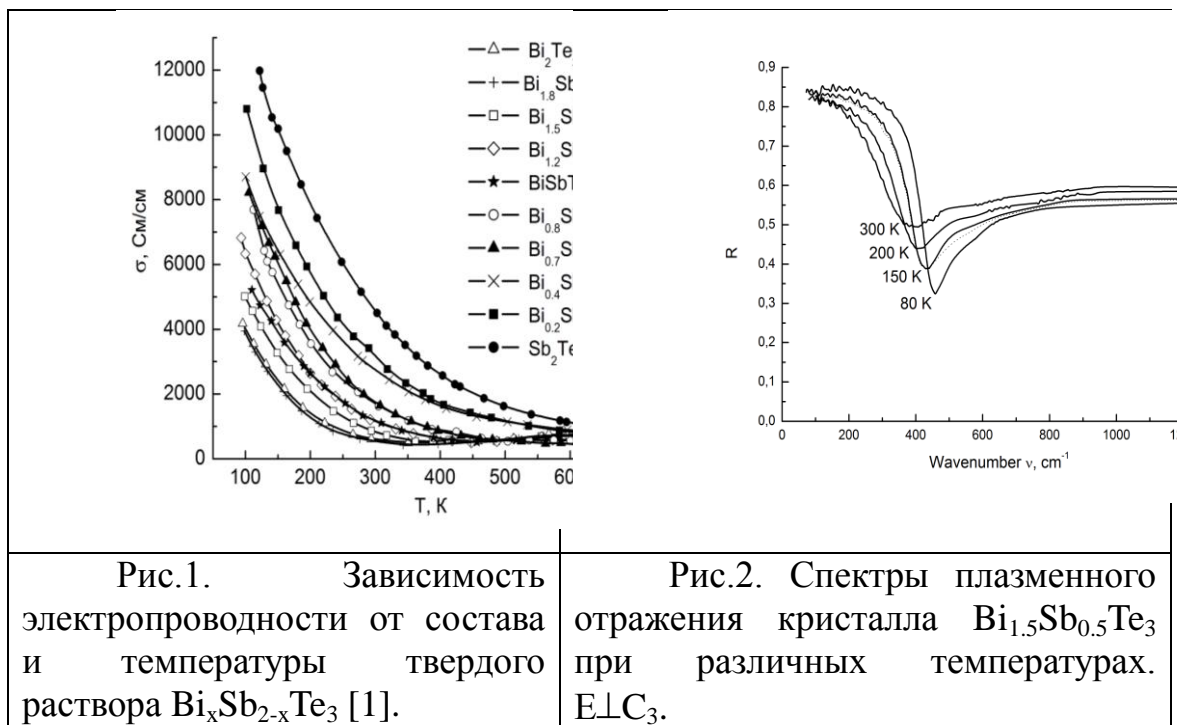 12000
10000
8000
6000
4000
2000
0
σ, См/см
100 200 300 400 500 60
T, K
Bi2Te
Bi1.8Sb
Bi1.5S
Bi1.2S
BiSbT
Bi0.8S
Bi0.7S
Bi0.4S
Bi0.2S
Sb2Te
0,9
0,8
0,7
0,6
0,5
0,4
0,3
0,2
0,1
0,0
R
300 K
200 K
150 K
80 K
0 200 400 600 800 1000 12
Wavenumber ν, cm-1
Рис.1. Зависимость
электропроводности от состава
и температуры твердого
раствора BixSb2-xTe3 [1].
Рис.2. Спектры плазменного
отражения кристалла Bi1.5Sb0.5Te3
при различных температурах.
E⊥C3.